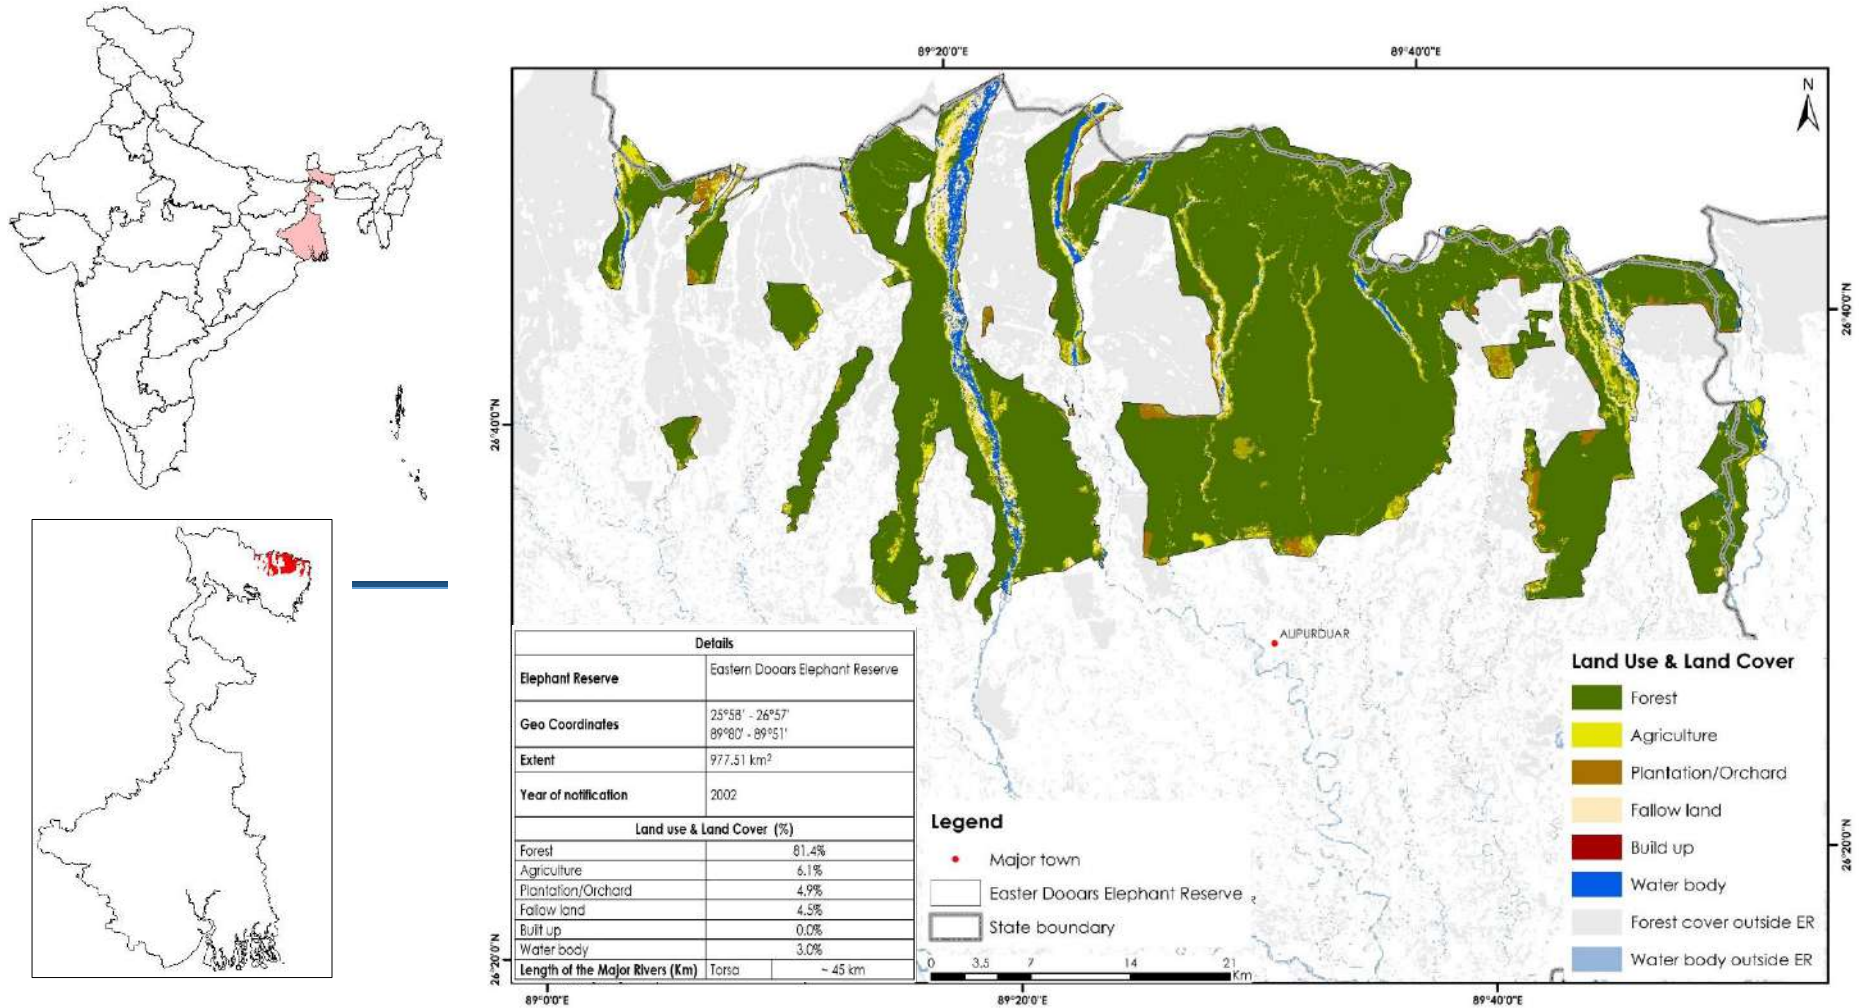 89°20'0"E
89°40'0"E
N
26°40'0"N
26°40'0"N
ALIPURDUAR
Details
Elephant Reserve Eastern Dooars Elephant Reserve
Geo Coordinates 25°58' - 26°57'
89°80' - 89°51'
Extent 977.51 km²
Year of notification 2002
Land use & Land Cover (%)
Forest 81.4%
Agriculture 6.1%
Plantation/Orchard 4.9%
Fallow land 4.5%
Built up 0.0%
Water body 3.0%
Length of the Major Rivers (Km) Torsa ~ 45 km
Legend
Major town
Easter Dooars Elephant Reserve
State boundary
0 3.5 7 14 21
Km
Land Use & Land Cover
Forest
Agriculture
Plantation/Orchard
Fallow land
Build up
Water body
Forest cover outside ER
Water body outside ER
26°20'0"N
26°20'0"N
89°0'0"E
89°20'0"E
89°40'0"E